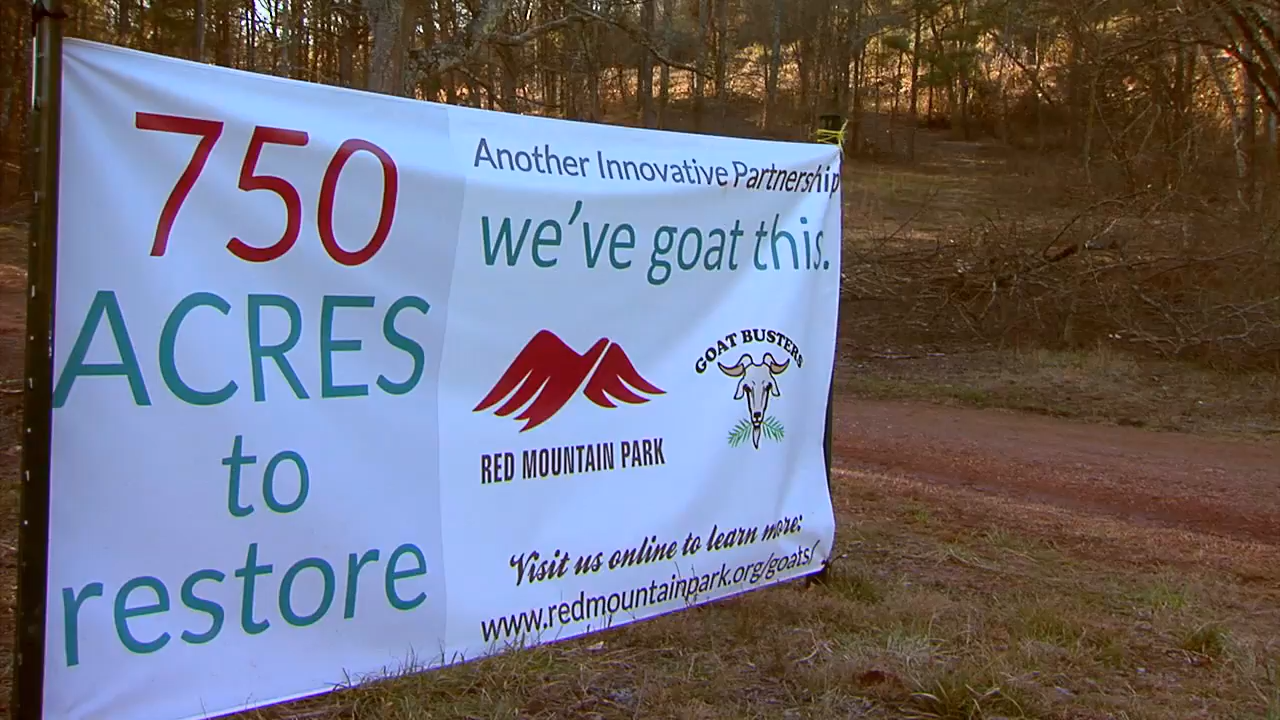 750
ACRES
to
restore
Another Innovative Partnership
we've goat this.
RED MOUNTAIN PARK
GOAT BUSTERS
Visit us online to learn more:
www.redmountainpark.org/goats/